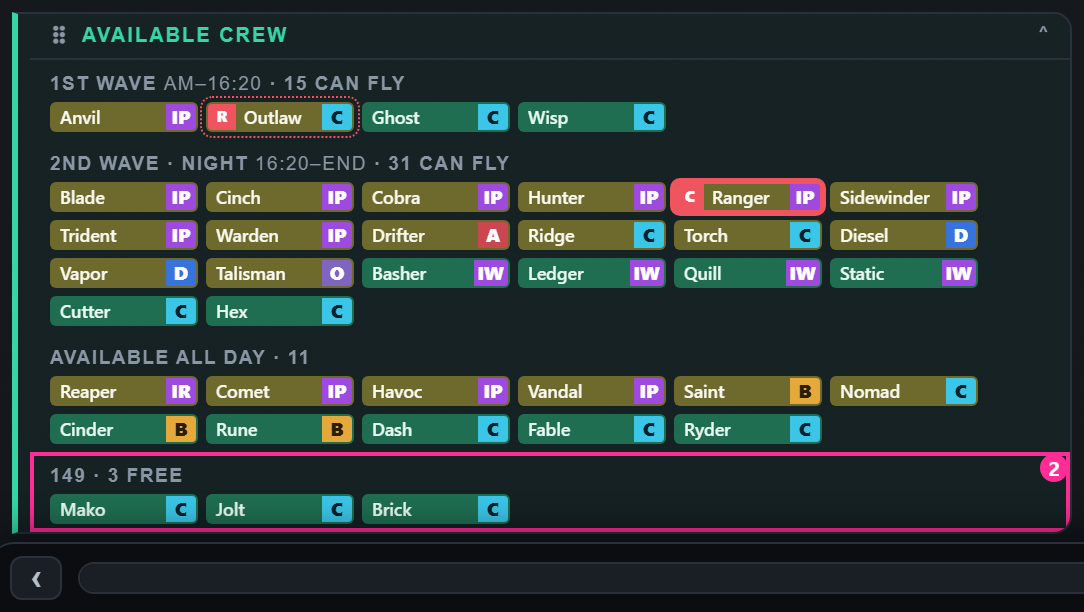 AVAILABLE CREW ^
1ST WAVE AM–16:20 · 15 CAN FLY
Anvil IP R Outlaw C Ghost C Wisp C
2ND WAVE · NIGHT 16:20–END · 31 CAN FLY
Blade IP Cinch IP Cobra IP Hunter IP C Ranger IP Sidewinder IP
Trident IP Warden IP Drifter A Ridge C Torch C Diesel D
Vapor D Talisman O Basher IW Ledger IW Quill IW Static IW
Cutter C Hex C
AVAILABLE ALL DAY · 11
Reaper IR Comet IP Havoc IP Vandal IP Saint B Nomad C
Cinder B Rune B Dash C Fable C Ryder C
149 · 3 FREE 2
Mako C Jolt C Brick C
❮